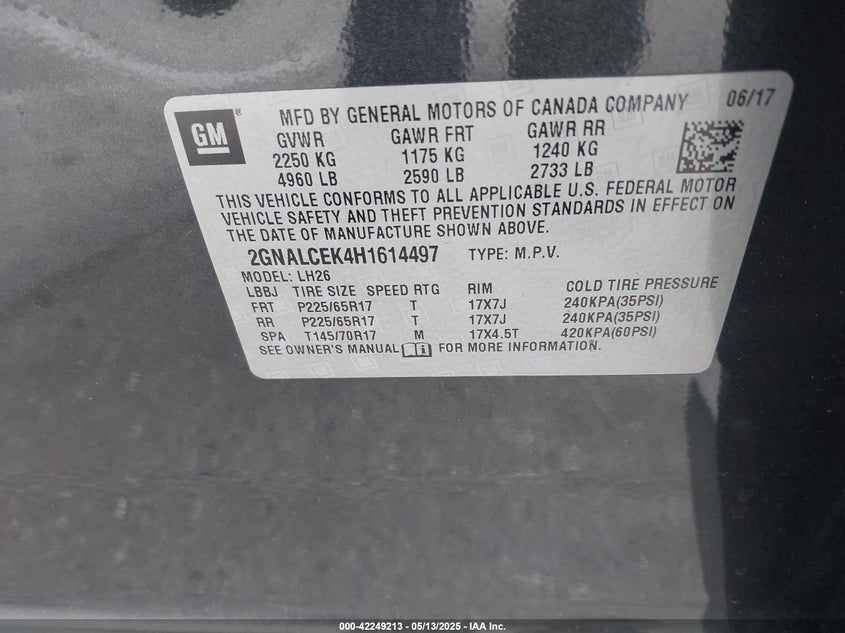 MFD BY GENERAL MOTORS OF CANADA COMPANY 06/17
GM ®
GVWR GAWR FRT GAWR RR
2250 KG 1175 KG 1240 KG
4960 LB 2590 LB 2733 LB
THIS VEHICLE CONFORMS TO ALL APPLICABLE U.S. FEDERAL MOTOR
VEHICLE SAFETY AND THEFT PREVENTION STANDARDS IN EFFECT ON
THE DATE OF MANUFACTURE SHOWN ABOVE.
2GNALCEK4H1614497 TYPE: M.P.V.
MODEL: LH26
LBBJ TIRE SIZE SPEED RTG RIM COLD TIRE PRESSURE
FRT P225/65R17 T 17X7J 240KPA(35PSI)
RR P225/65R17 T 17X7J 240KPA(35PSI)
SPA T145/70R17 M 17X4.5T 420KPA(60PSI)
SEE OWNER'S MANUAL FOR MORE INFORMATION.
000-42249213 — 05/13/2025 — IAA Inc.